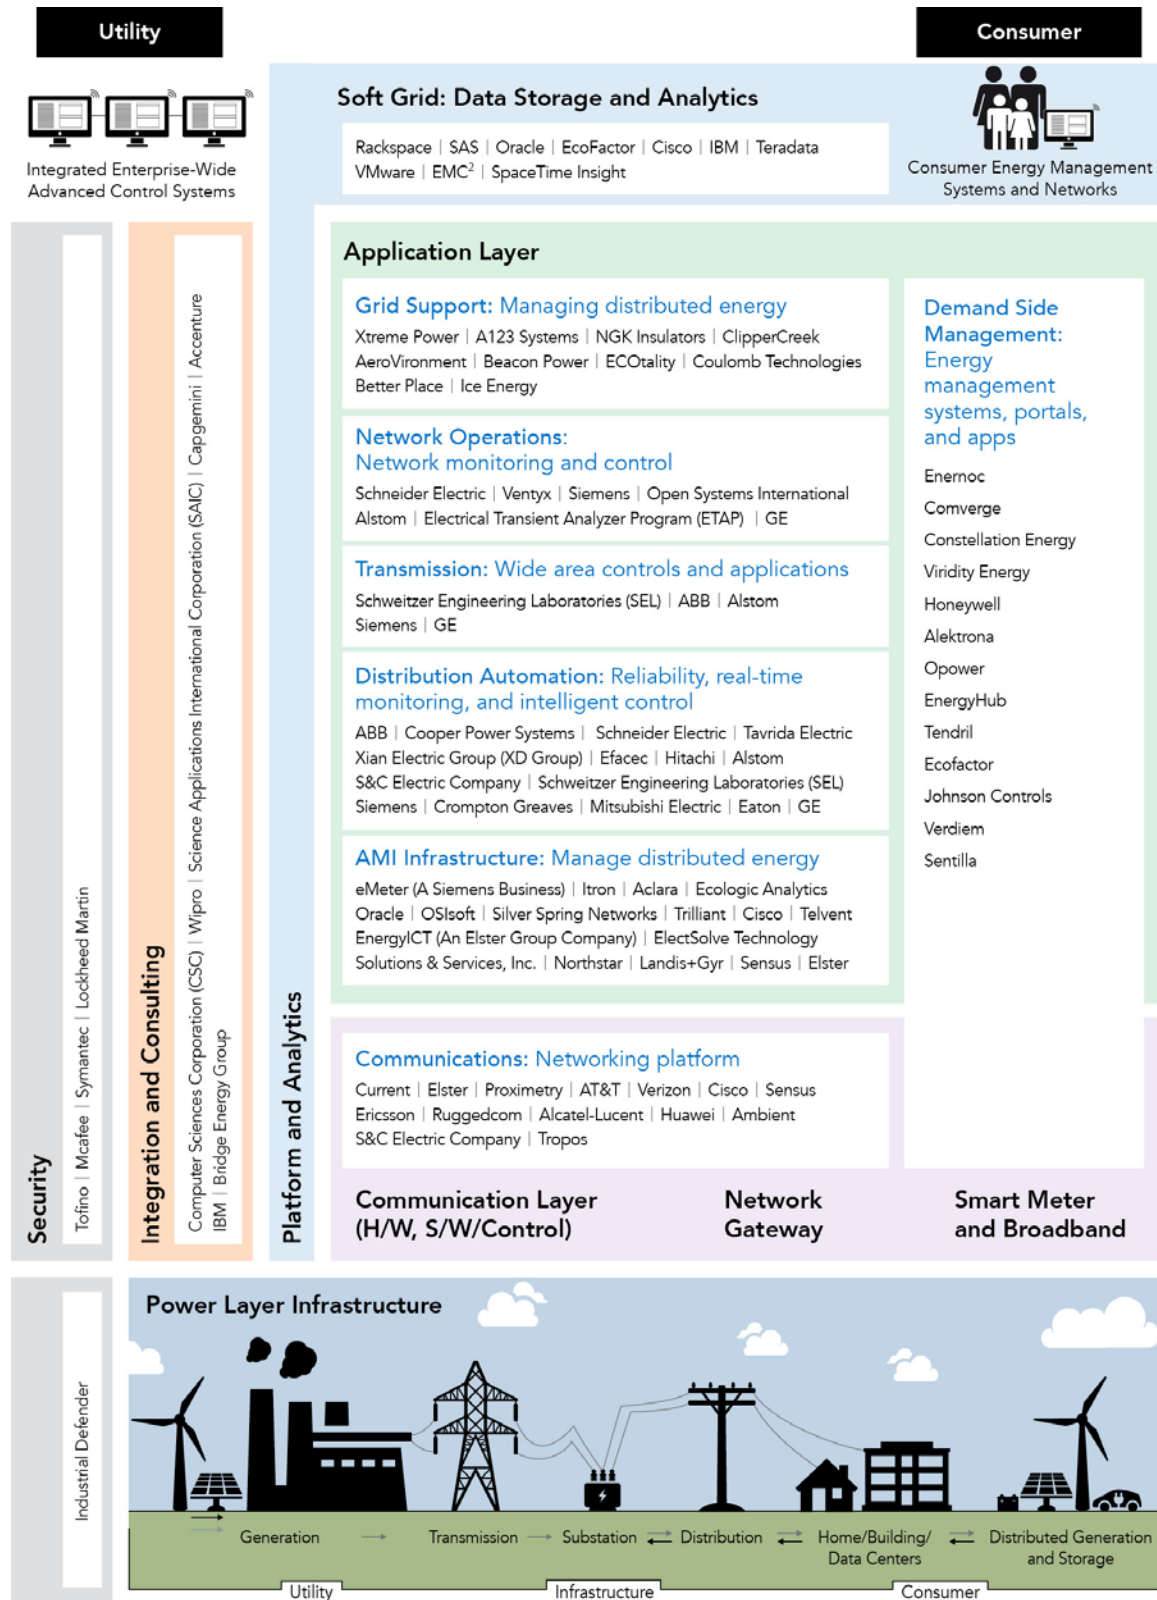 Utility
Consumer
Integrated Enterprise-Wide
Advanced Control Systems
Soft Grid: Data Storage and Analytics
Rackspace | SAS | Oracle | EcoFactor | Cisco | IBM | Teradata
VMware | EMC² | SpaceTime Insight
Consumer Energy Management
Systems and Networks
Security
Tofino | Mcafee | Symantec | Lockheed Martin
Integration and Consulting
Computer Sciences Corporation (CSC) | Wipro | Science Applications International Corporation (SAIC) | Capgemini | Accenture
IBM | Bridge Energy Group
Platform and Analytics
Application Layer
Grid Support: Managing distributed energy
Xtreme Power | A123 Systems | NGK Insulators | ClipperCreek
AeroVironment | Beacon Power | ECOtality | Coulomb Technologies
Better Place | Ice Energy
Network Operations:
Network monitoring and control
Schneider Electric | Ventyx | Siemens | Open Systems International
Alstom | Electrical Transient Analyzer Program (ETAP) | GE
Transmission: Wide area controls and applications
Schweitzer Engineering Laboratories (SEL) | ABB | Alstom
Siemens | GE
Distribution Automation: Reliability, real-time
monitoring, and intelligent control
ABB | Cooper Power Systems | Schneider Electric | Tavrida Electric
Xian Electric Group (XD Group) | Efacec | Hitachi | Alstom
S&C Electric Company | Schweitzer Engineering Laboratories (SEL)
Siemens | Crompton Greaves | Mitsubishi Electric | Eaton | GE
AMI Infrastructure: Manage distributed energy
eMeter (A Siemens Business) | Itron | Aclara | Ecologic Analytics
Oracle | OSIsoft | Silver Spring Networks | Trilliant | Cisco | Telvent
EnergyICT (An Elster Group Company) | ElectSolve Technology
Solutions & Services, Inc. | Northstar | Landis+Gyr | Sensus | Elster
Demand Side
Management:
Energy
management
systems, portals,
and apps
Enernoc
Comverge
Constellation Energy
Viridity Energy
Honeywell
Alektrona
Opower
EnergyHub
Tendril
Ecofactor
Johnson Controls
Verdiem
Sentilla
Communications: Networking platform
Current | Elster | Proximetry | AT&T | Verizon | Cisco | Sensus
Ericsson | Ruggedcom | Alcatel-Lucent | Huawei | Ambient
S&C Electric Company | Tropos
Communication Layer
(H/W, S/W/Control)
Network
Gateway
Smart Meter
and Broadband
Industrial Defender
Power Layer Infrastructure
Generation
Transmission
Substation
Distribution
Home/Building/
Data Centers
Distributed Generation
and Storage
Utility
Infrastructure
Consumer